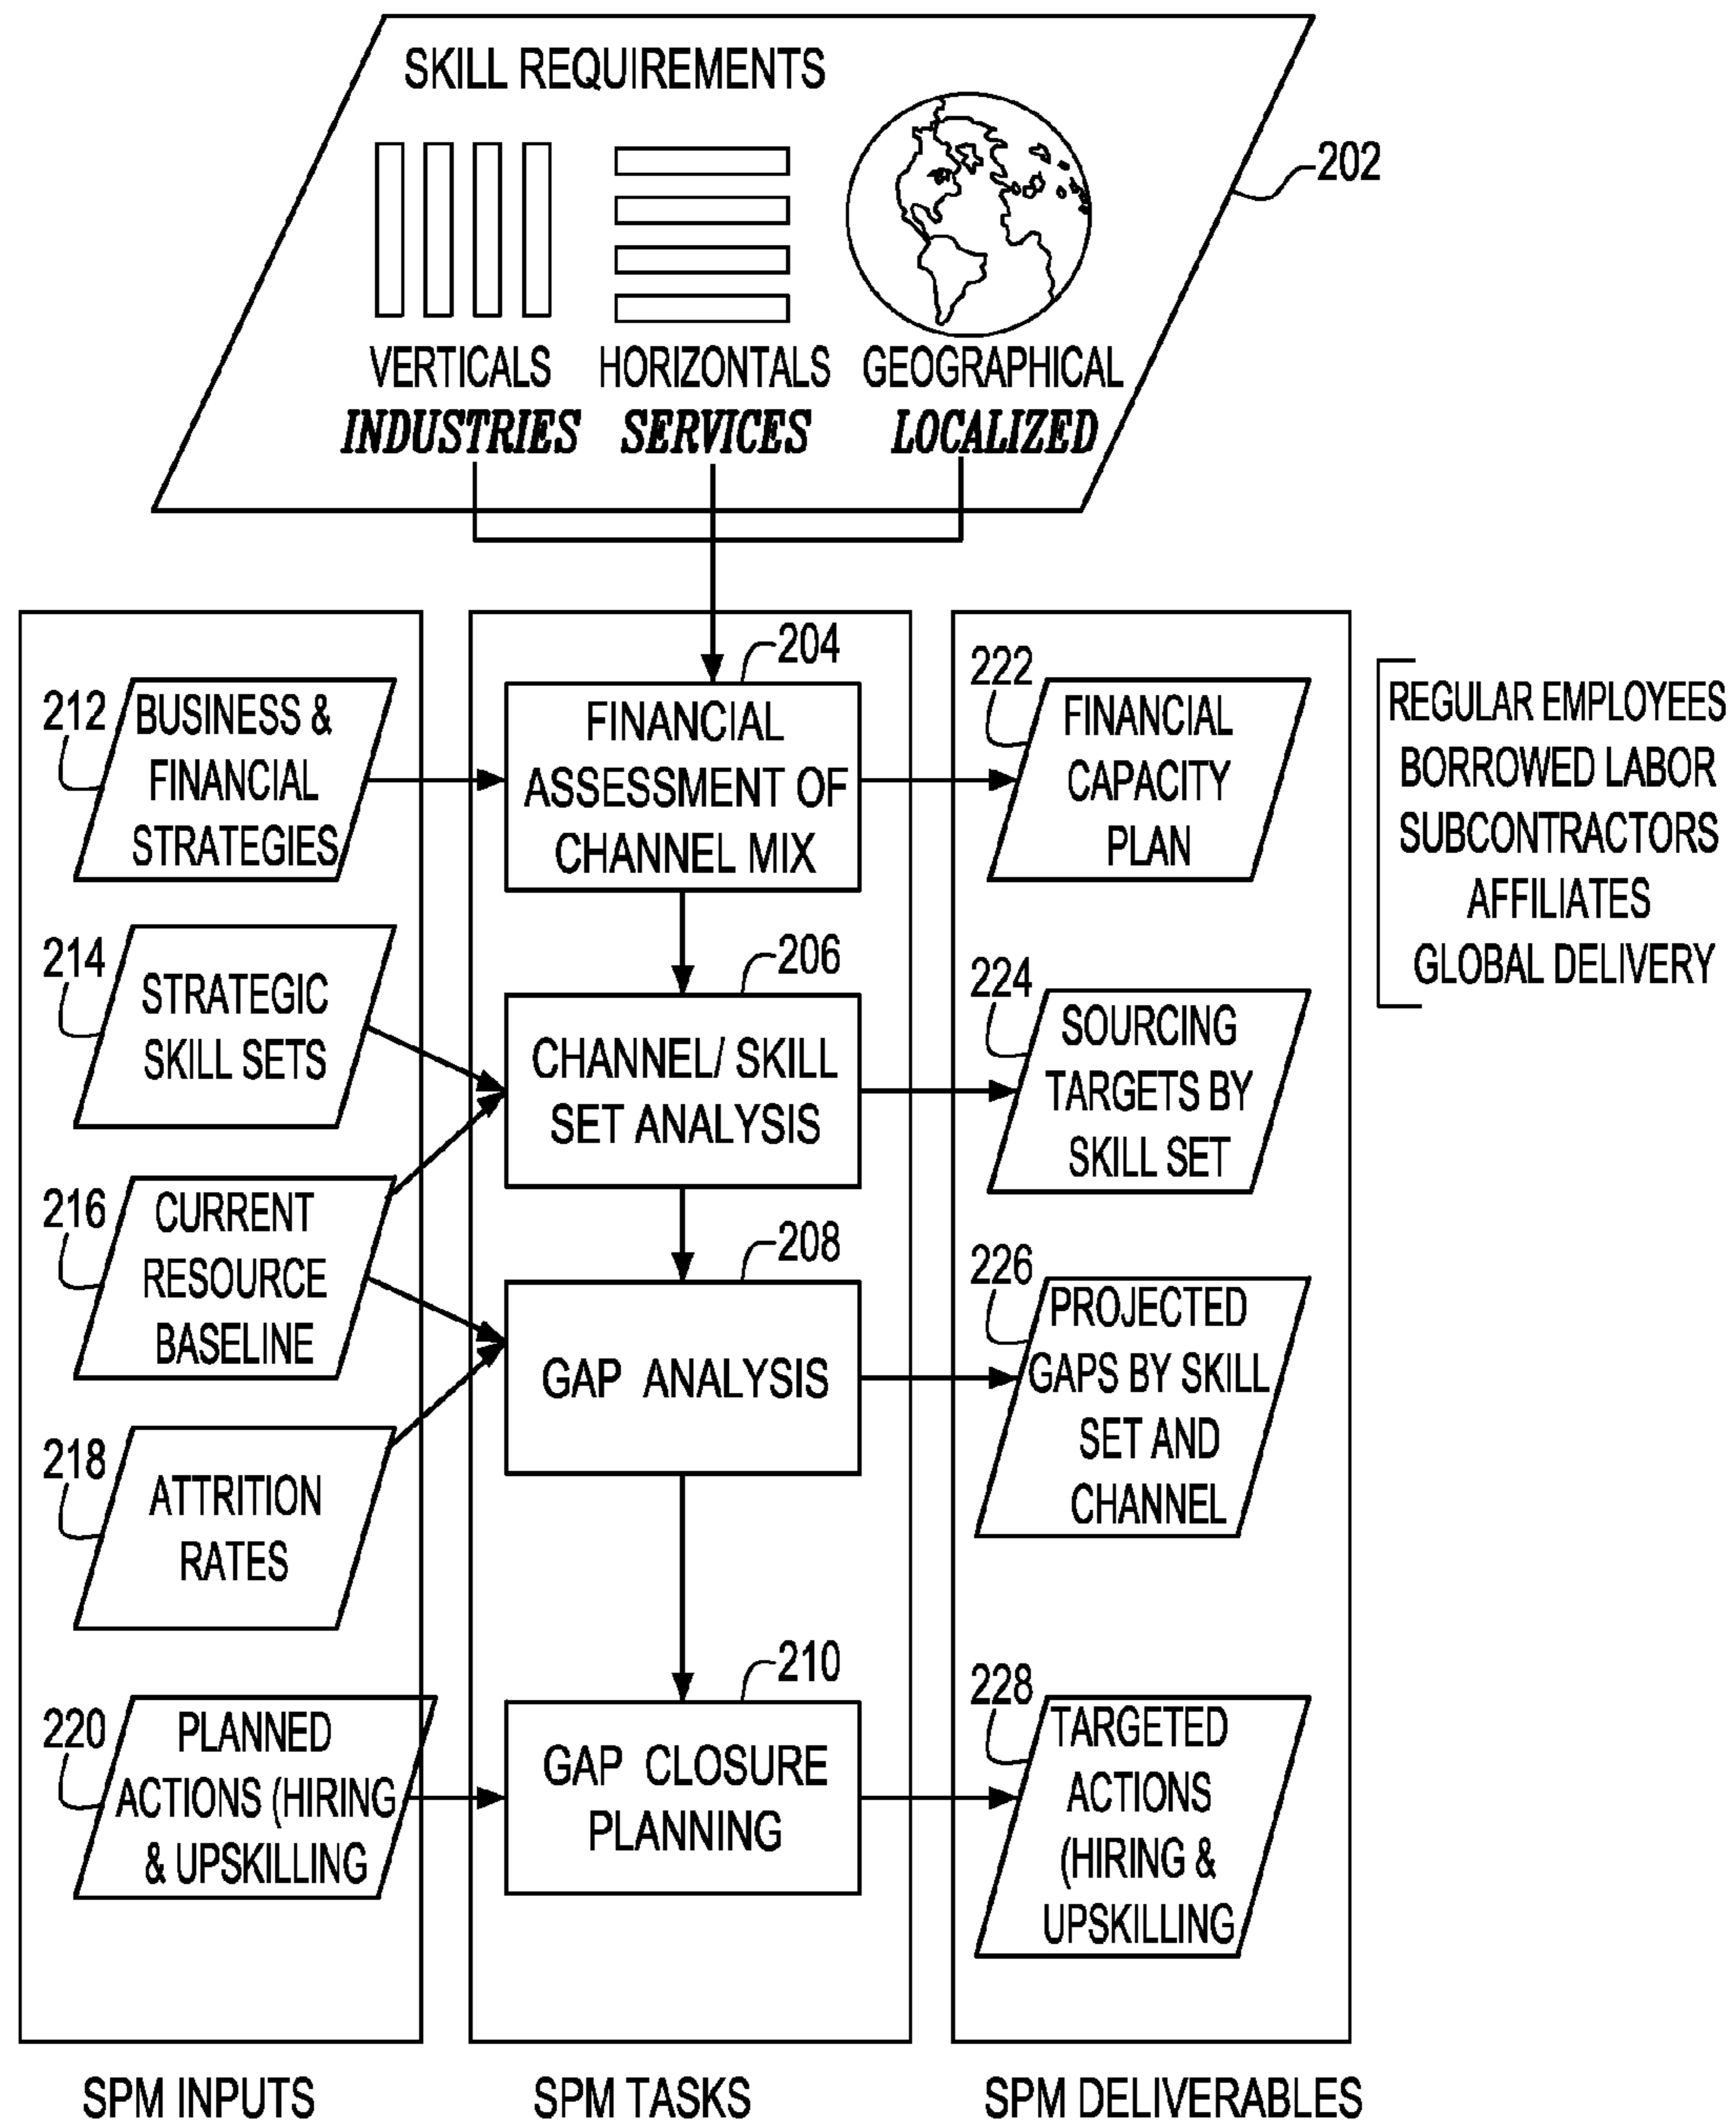 SKILL REQUIREMENTS
202
VERTICALS
INDUSTRIES
HORIZONTALS
SERVICES
GEOGRAPHICAL
LOCALIZED
212
BUSINESS &
FINANCIAL
STRATEGIES
204
FINANCIAL
ASSESSMENT OF
CHANNEL MIX
222
FINANCIAL
CAPACITY
PLAN
REGULAR EMPLOYEES
BORROWED LABOR
SUBCONTRACTORS
AFFILIATES
GLOBAL DELIVERY
214
STRATEGIC
SKILL SETS
206
CHANNEL/ SKILL
SET ANALYSIS
224
SOURCING
TARGETS BY
SKILL SET
216
CURRENT
RESOURCE
BASELINE
208
GAP ANALYSIS
226
PROJECTED
GAPS BY SKILL
SET AND
CHANNEL
218
ATTRITION
RATES
220
PLANNED
ACTIONS (HIRING
& UPSKILLING
210
GAP CLOSURE
PLANNING
228
TARGETED
ACTIONS
(HIRING &
UPSKILLING
SPM INPUTS
SPM TASKS
SPM DELIVERABLES